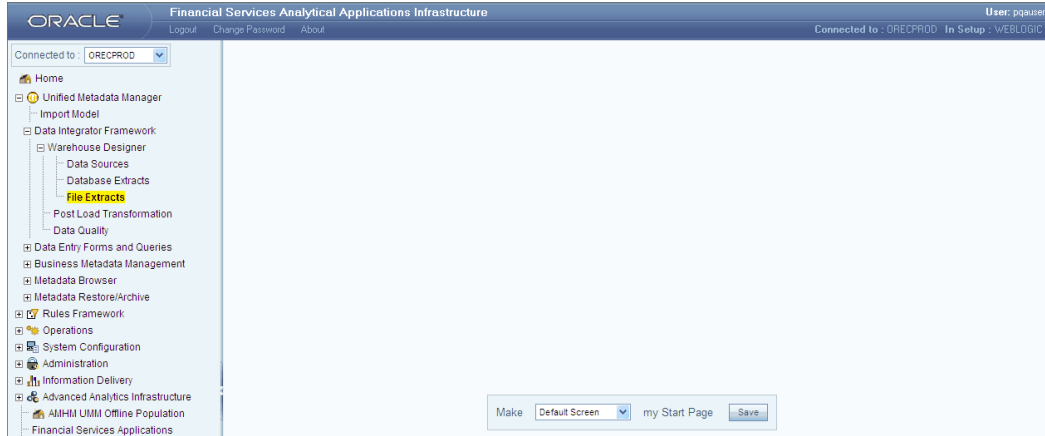 ORACLE
Financial Services Analytical Applications Infrastructure
User: pqauser
Logout Change Password About
Connected to : ORECPROD In Setup : WEBLOGIC
Connected to : ORECPROD
Home
Unified Metadata Manager
Import Model
Data Integrator Framework
Warehouse Designer
Data Sources
Database Extracts
File Extracts
Post Load Transformation
Data Quality
Data Entry Forms and Queries
Business Metadata Management
Metadata Browser
Metadata Restore/Archive
Rules Framework
Operations
System Configuration
Administration
Information Delivery
Advanced Analytics Infrastructure
AMHM UMM Offline Population
Financial Services Applications
Make Default Screen my Start Page Save